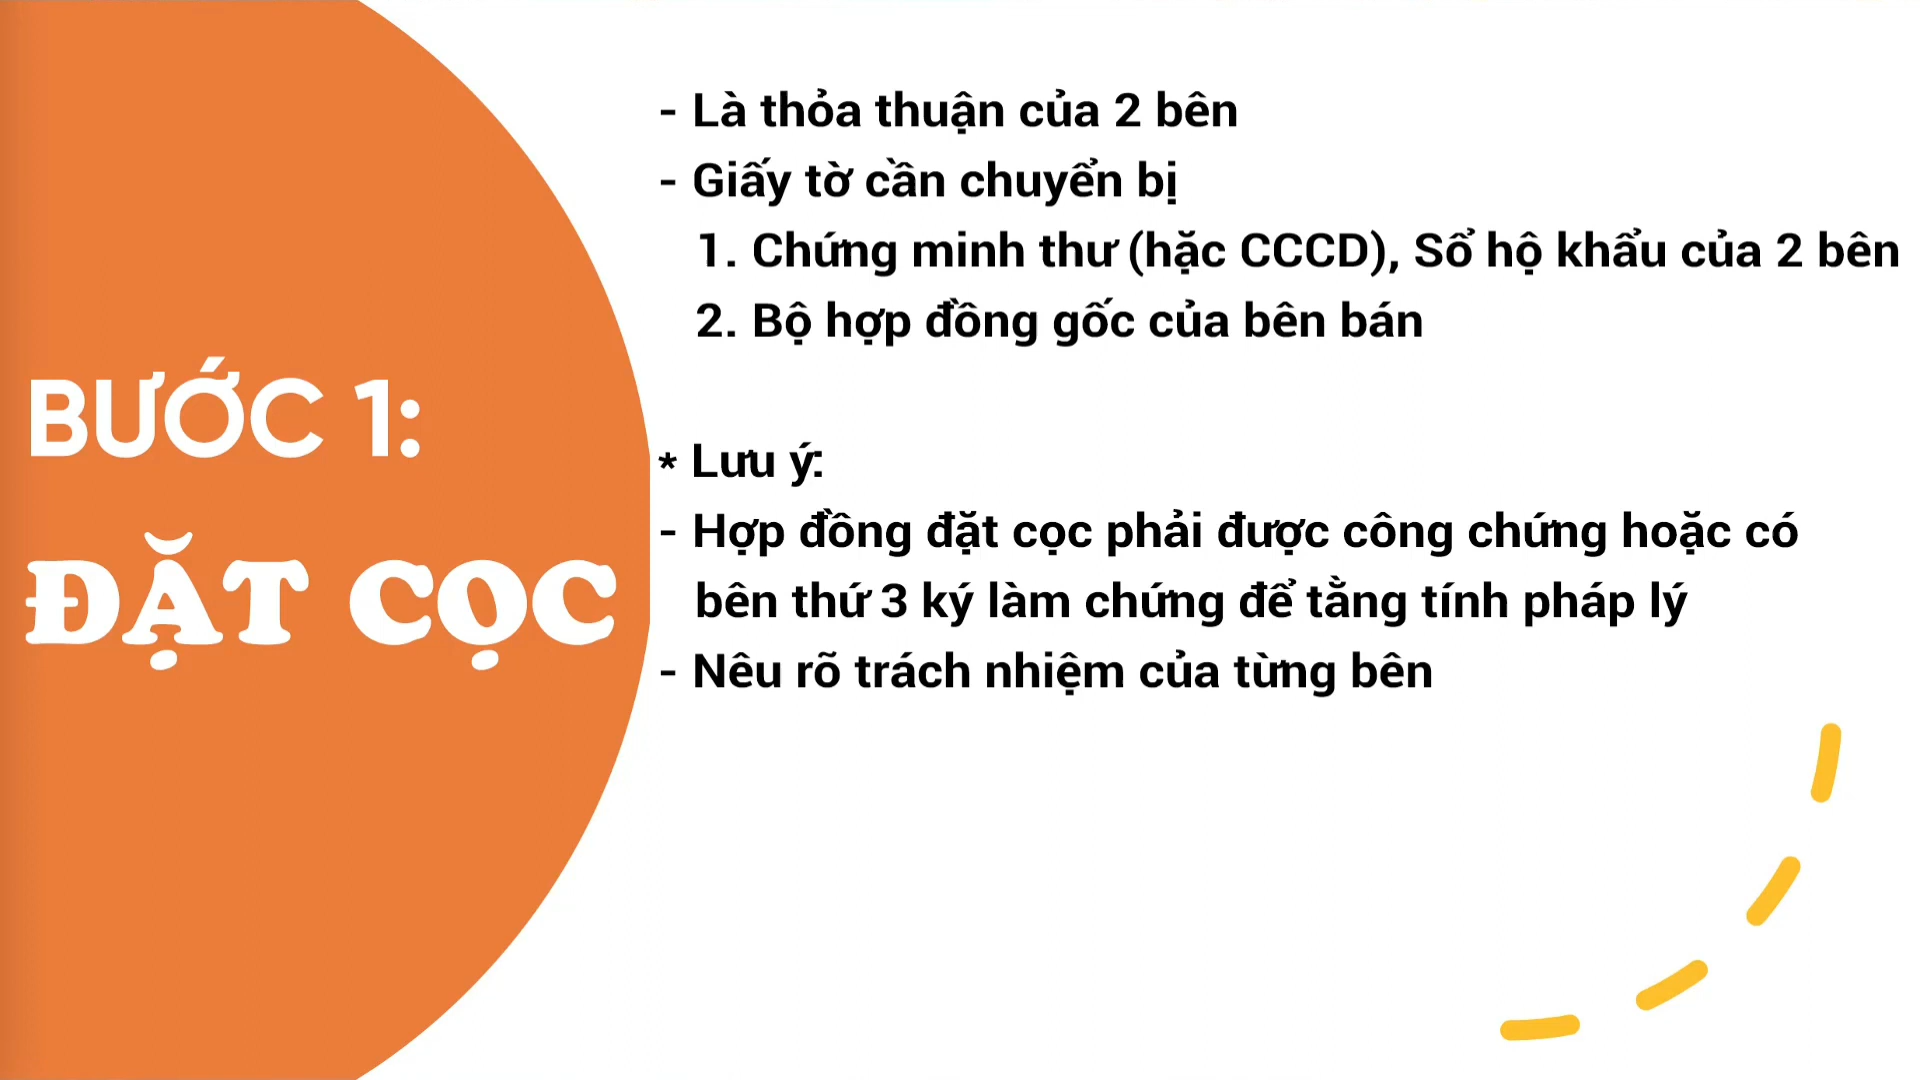 BƯỚC 1:
ĐẶT CỌC
- Là thỏa thuận của 2 bên
- Giấy tờ cần chuyển bị
1. Chứng minh thư (hặc CCCD), Sổ hộ khẩu của 2 bên
2. Bộ hợp đồng gốc của bên bán
* Lưu ý:
- Hợp đồng đặt cọc phải được công chứng hoặc có
bên thứ 3 ký làm chứng để tằng tính pháp lý
- Nêu rõ trách nhiệm của từng bên